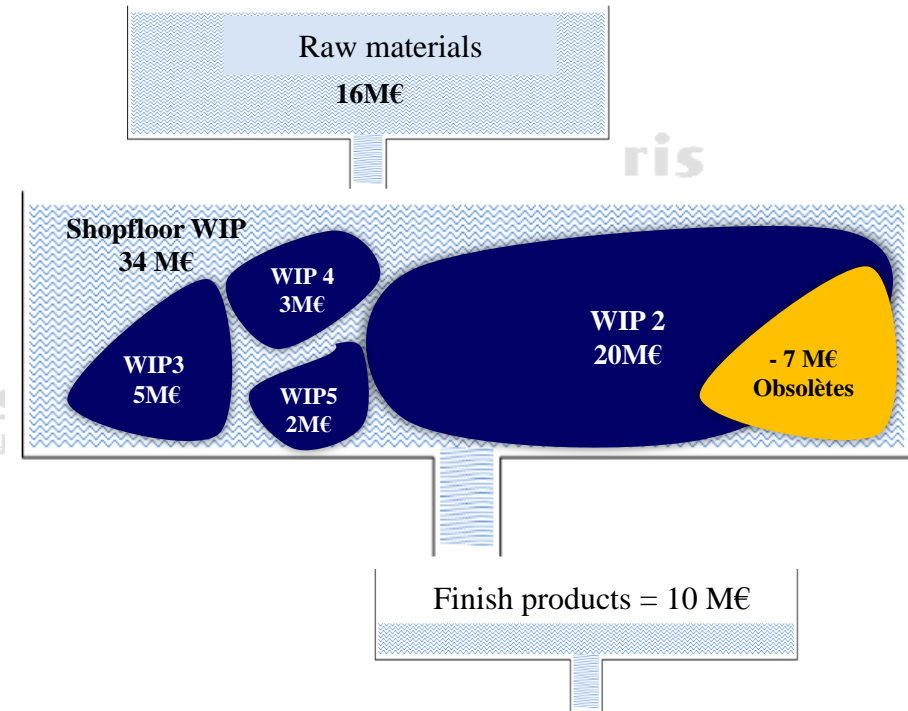 Raw materials
16M€
ris
Shopfloor WIP
34 M€
WIP 4
3M€
WIP 2
20M€
WIP3
5M€
WIP5
2M€
- 7 M€
Obsolètes
Finish products = 10 M€